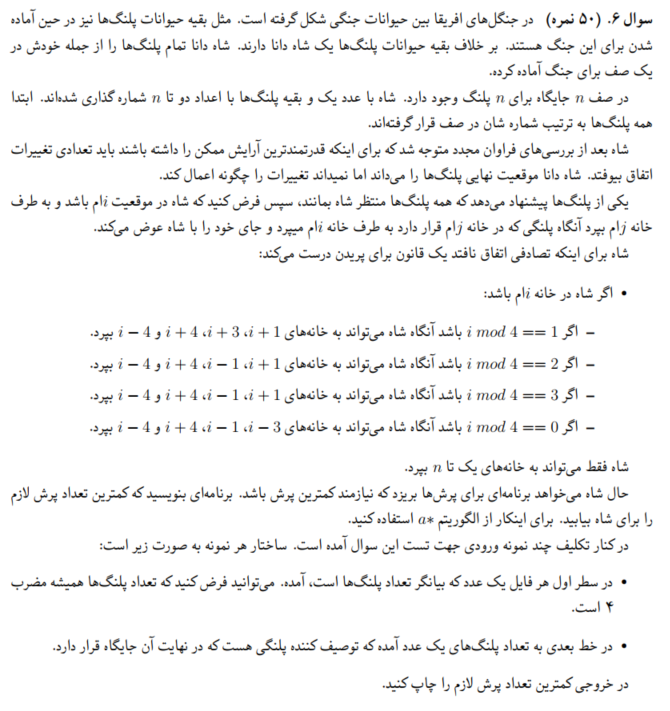 سوال ۶. (۵۰ نمره) در جنگل‌های افریقا بین حیوانات جنگی شکل گرفته است. مثل بقیه حیوانات پلنگ‌ها نیز در حین آماده
شدن برای این جنگ هستند. بر خلاف بقیه حیوانات پلنگ‌ها یک شاه دانا دارند. شاه دانا تمام پلنگ‌ها را از جمله خودش در
یک صف برای جنگ آماده کرده.
در صف n جایگاه برای n پلنگ وجود دارد. شاه با عدد یک و بقیه پلنگ‌ها با اعداد دو تا n شماره گذاری شده‌اند. ابتدا
همه پلنگ‌ها به ترتیب شماره شان در صف قرار گرفته‌اند.
شاه بعد از بررسی‌های فراوان مجدد متوجه شد که برای اینکه قدرتمندترین آرایش ممکن را داشته باشند باید تعدادی تغییرات
اتفاق بیوفتد. شاه دانا موقعیت نهایی پلنگ‌ها را می‌داند اما نمیداند تغییرات را چگونه اعمال کند.
یکی از پلنگ‌ها پیشنهاد می‌دهد که همه پلنگ‌ها منتظر شاه بمانند، سپس فرض کنید که شاه در موقعیت iام باشد و به طرف
خانه jام بپرد آنگاه پلنگی که در خانه jام قرار دارد به طرف خانه iام میپرد و جای خود را با شاه عوض می‌کند.
شاه برای اینکه تصادفی اتفاق نافتد یک قانون برای پریدن درست می‌کند:
• اگر شاه در خانه iام باشد:
– اگر i mod 4 == 1 باشد آنگاه شاه می‌تواند به خانه‌های i + 1، i + 3، i + 4 و i − 4 بپرد.
– اگر i mod 4 == 2 باشد آنگاه شاه می‌تواند به خانه‌های i + 1، i − 1، i + 4 و i − 4 بپرد.
– اگر i mod 4 == 3 باشد آنگاه شاه می‌تواند به خانه‌های i + 1، i − 1، i + 4 و i − 4 بپرد.
– اگر i mod 4 == 0 باشد آنگاه شاه می‌تواند به خانه‌های i − 3، i − 1، i + 4 و i − 4 بپرد.
شاه فقط می‌تواند به خانه‌های یک تا n بپرد.
حال شاه می‌خواهد برنامه‌ای برای پرش‌ها بریزد که نیازمند کمترین پرش باشد. برنامه‌ای بنویسید که کمترین تعداد پرش لازم
را برای شاه بیابید. برای اینکار از الگوریتم a* استفاده کنید.
در کنار تکلیف چند نمونه ورودی جهت تست این سوال آمده است. ساختار هر نمونه به صورت زیر است:
• در سطر اول هر فایل یک عدد که بیانگر تعداد پلنگ‌ها است، آمده. می‌توانید فرض کنید که تعداد پلنگ‌ها همیشه مضرب
۴ است.
• در خط بعدی به تعداد پلنگ‌های یک عدد آمده که توصیف کننده پلنگی هست که در نهایت آن جایگاه قرار دارد.
در خروجی کمترین تعداد پرش لازم را چاپ کنید.